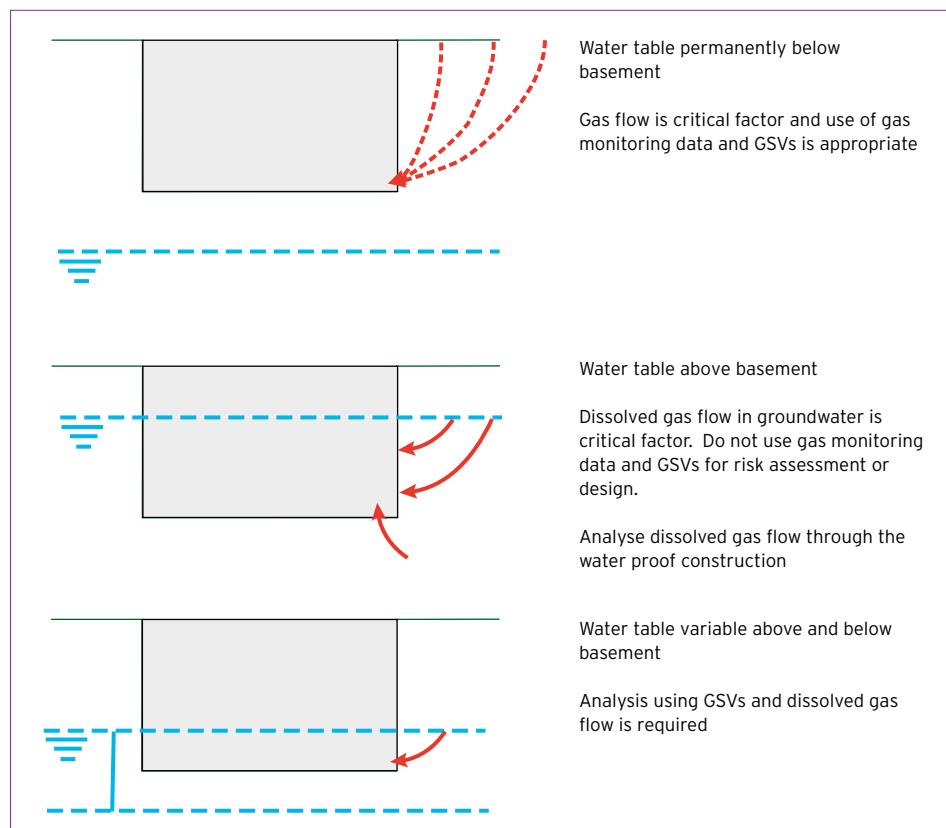 Water table permanently below
basement
Gas flow is critical factor and use of gas
monitoring data and GSVs is appropriate
Water table above basement
Dissolved gas flow in groundwater is
critical factor. Do not use gas monitoring
data and GSVs for risk assessment or
design.
Analyse dissolved gas flow through the
water proof construction
Water table variable above and below
basement
Analysis using GSVs and dissolved gas
flow is required